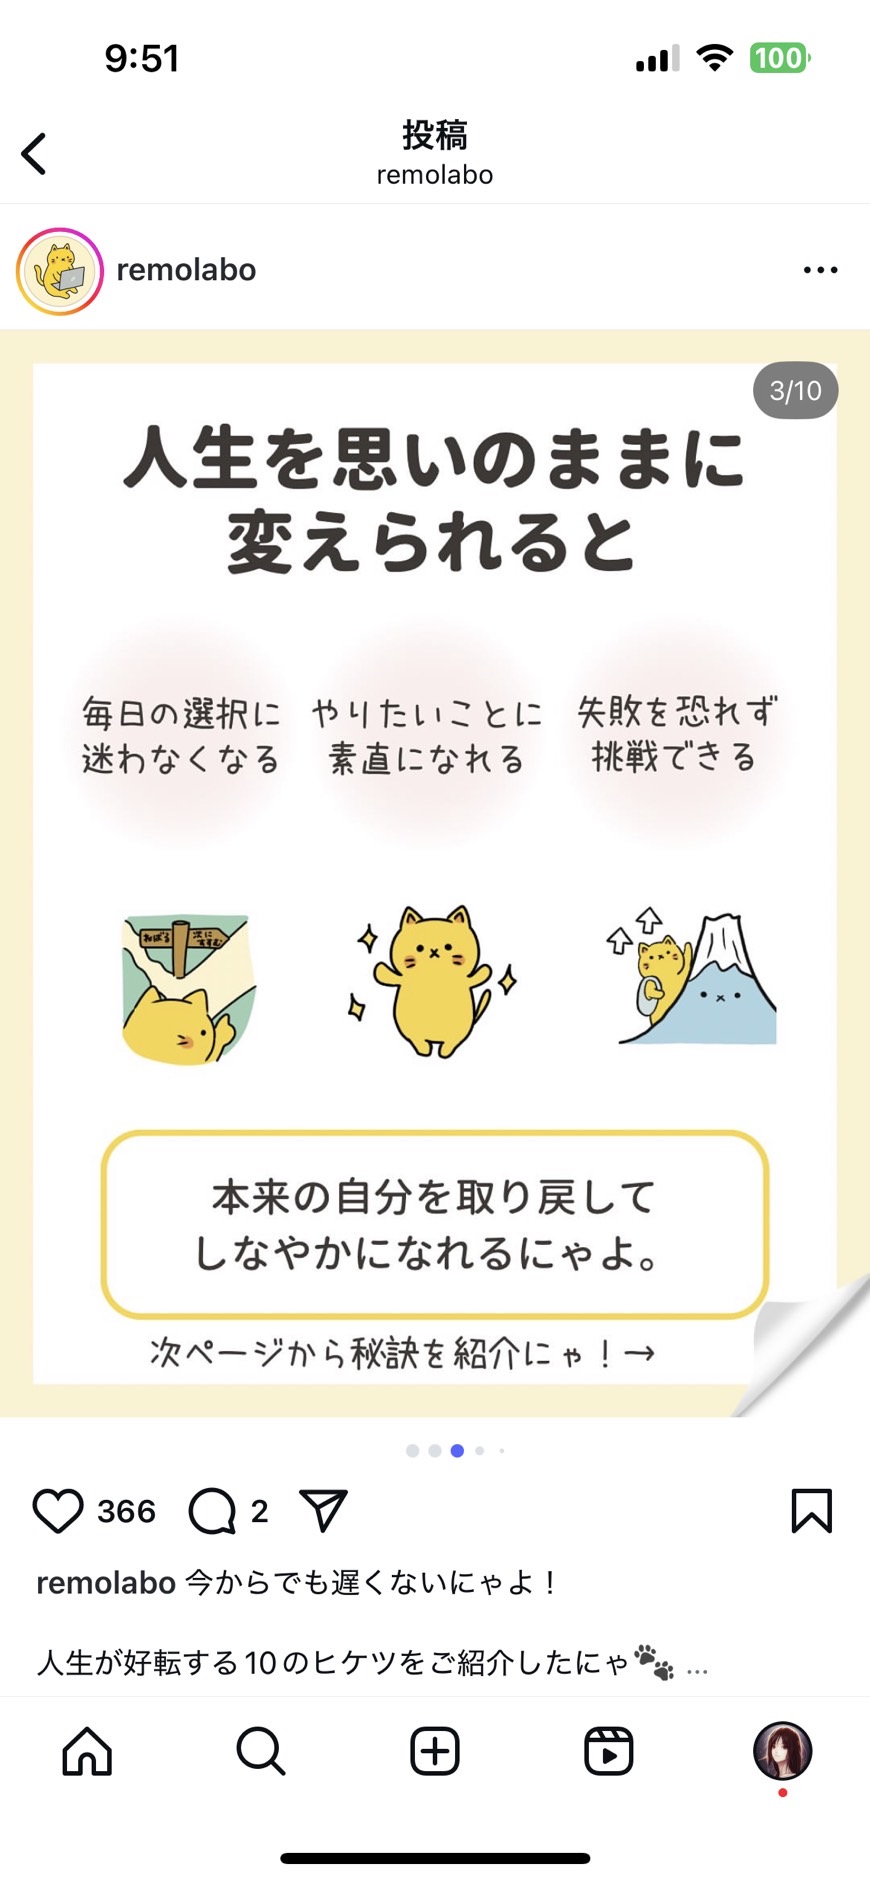 9:51
100
投稿
remolabo
remolabo
3/10
人生を思いのままに
変えられると
毎日の選択に
迷わなくなる
やりたいことに
素直になれる
失敗を恐れず
挑戦できる
次に
すすむ
本来の自分を取り戻して
しなやかになれるにゃよ。
次ページから秘訣を紹介にゃ！→
366
2
remolabo 今からでも遅くないにゃよ！
人生が好転する10のヒケツをご紹介したにゃ🐾 ...